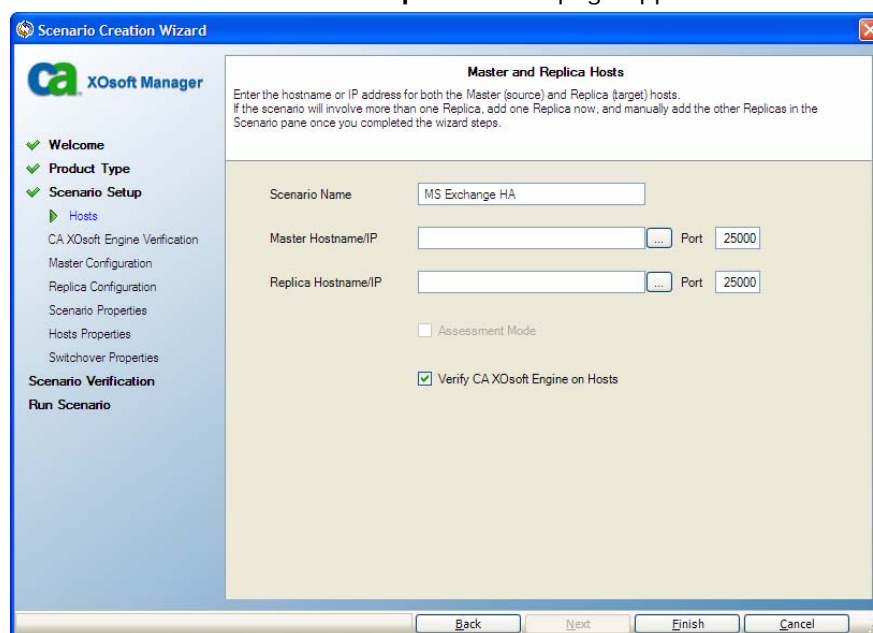 Scenario Creation Wizard
ca XOsoft Manager
Welcome
Product Type
Scenario Setup
Hosts
CA XOsoft Engine Verification
Master Configuration
Replica Configuration
Scenario Properties
Hosts Properties
Switchover Properties
Scenario Verification
Run Scenario
Master and Replica Hosts
Enter the hostname or IP address for both the Master (source) and Replica (target) hosts.
If the scenario will involve more than one Replica, add one Replica now, and manually add the other Replicas in the
Scenario pane once you completed the wizard steps.
Scenario Name MS Exchange HA
Master Hostname/IP ... Port 25000
Replica Hostname/IP ... Port 25000
Assessment Mode
Verify CA XOsoft Engine on Hosts
Back Next Finish Cancel